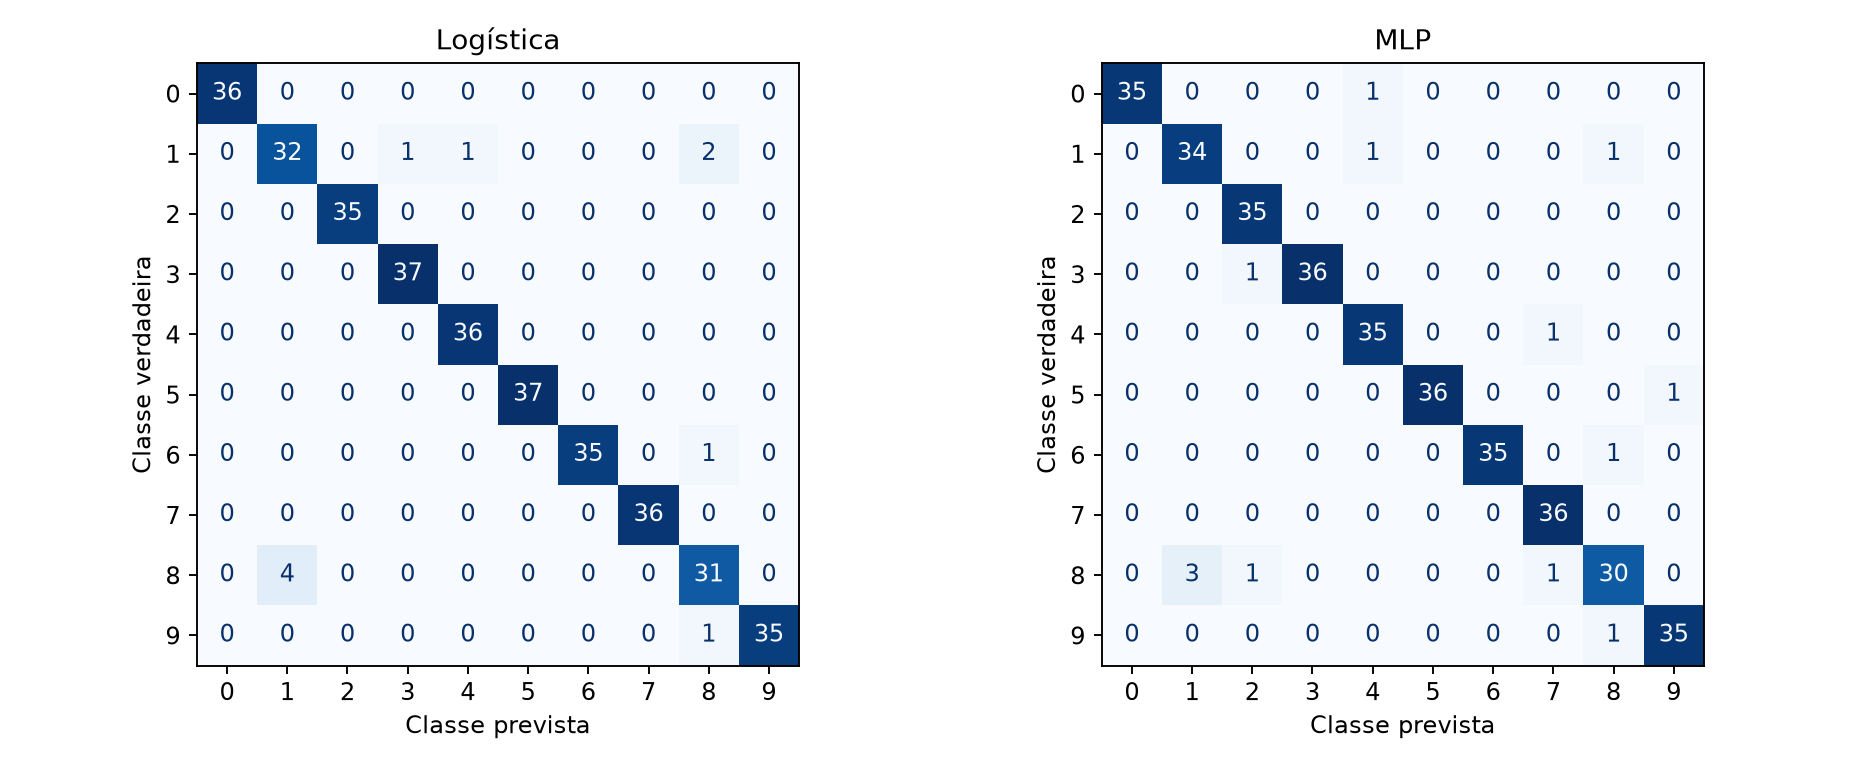 Logística
0 36 0 0 0 0 0 0 0 0 0
1 0 32 0 1 1 0 0 0 2 0
2 0 0 35 0 0 0 0 0 0 0
3 0 0 0 37 0 0 0 0 0 0
4 0 0 0 0 36 0 0 0 0 0
5 0 0 0 0 0 37 0 0 0 0
6 0 0 0 0 0 0 35 0 1 0
7 0 0 0 0 0 0 0 36 0 0
8 0 4 0 0 0 0 0 0 31 0
9 0 0 0 0 0 0 0 0 1 35
0 1 2 3 4 5 6 7 8 9
Classe prevista
Classe verdadeira
MLP
0 35 0 0 0 1 0 0 0 0 0
1 0 34 0 0 1 0 0 0 1 0
2 0 0 35 0 0 0 0 0 0 0
3 0 0 1 36 0 0 0 0 0 0
4 0 0 0 0 35 0 0 1 0 0
5 0 0 0 0 0 36 0 0 0 1
6 0 0 0 0 0 0 35 0 1 0
7 0 0 0 0 0 0 0 36 0 0
8 0 3 1 0 0 0 0 1 30 0
9 0 0 0 0 0 0 0 0 1 35
0 1 2 3 4 5 6 7 8 9
Classe prevista
Classe verdadeira